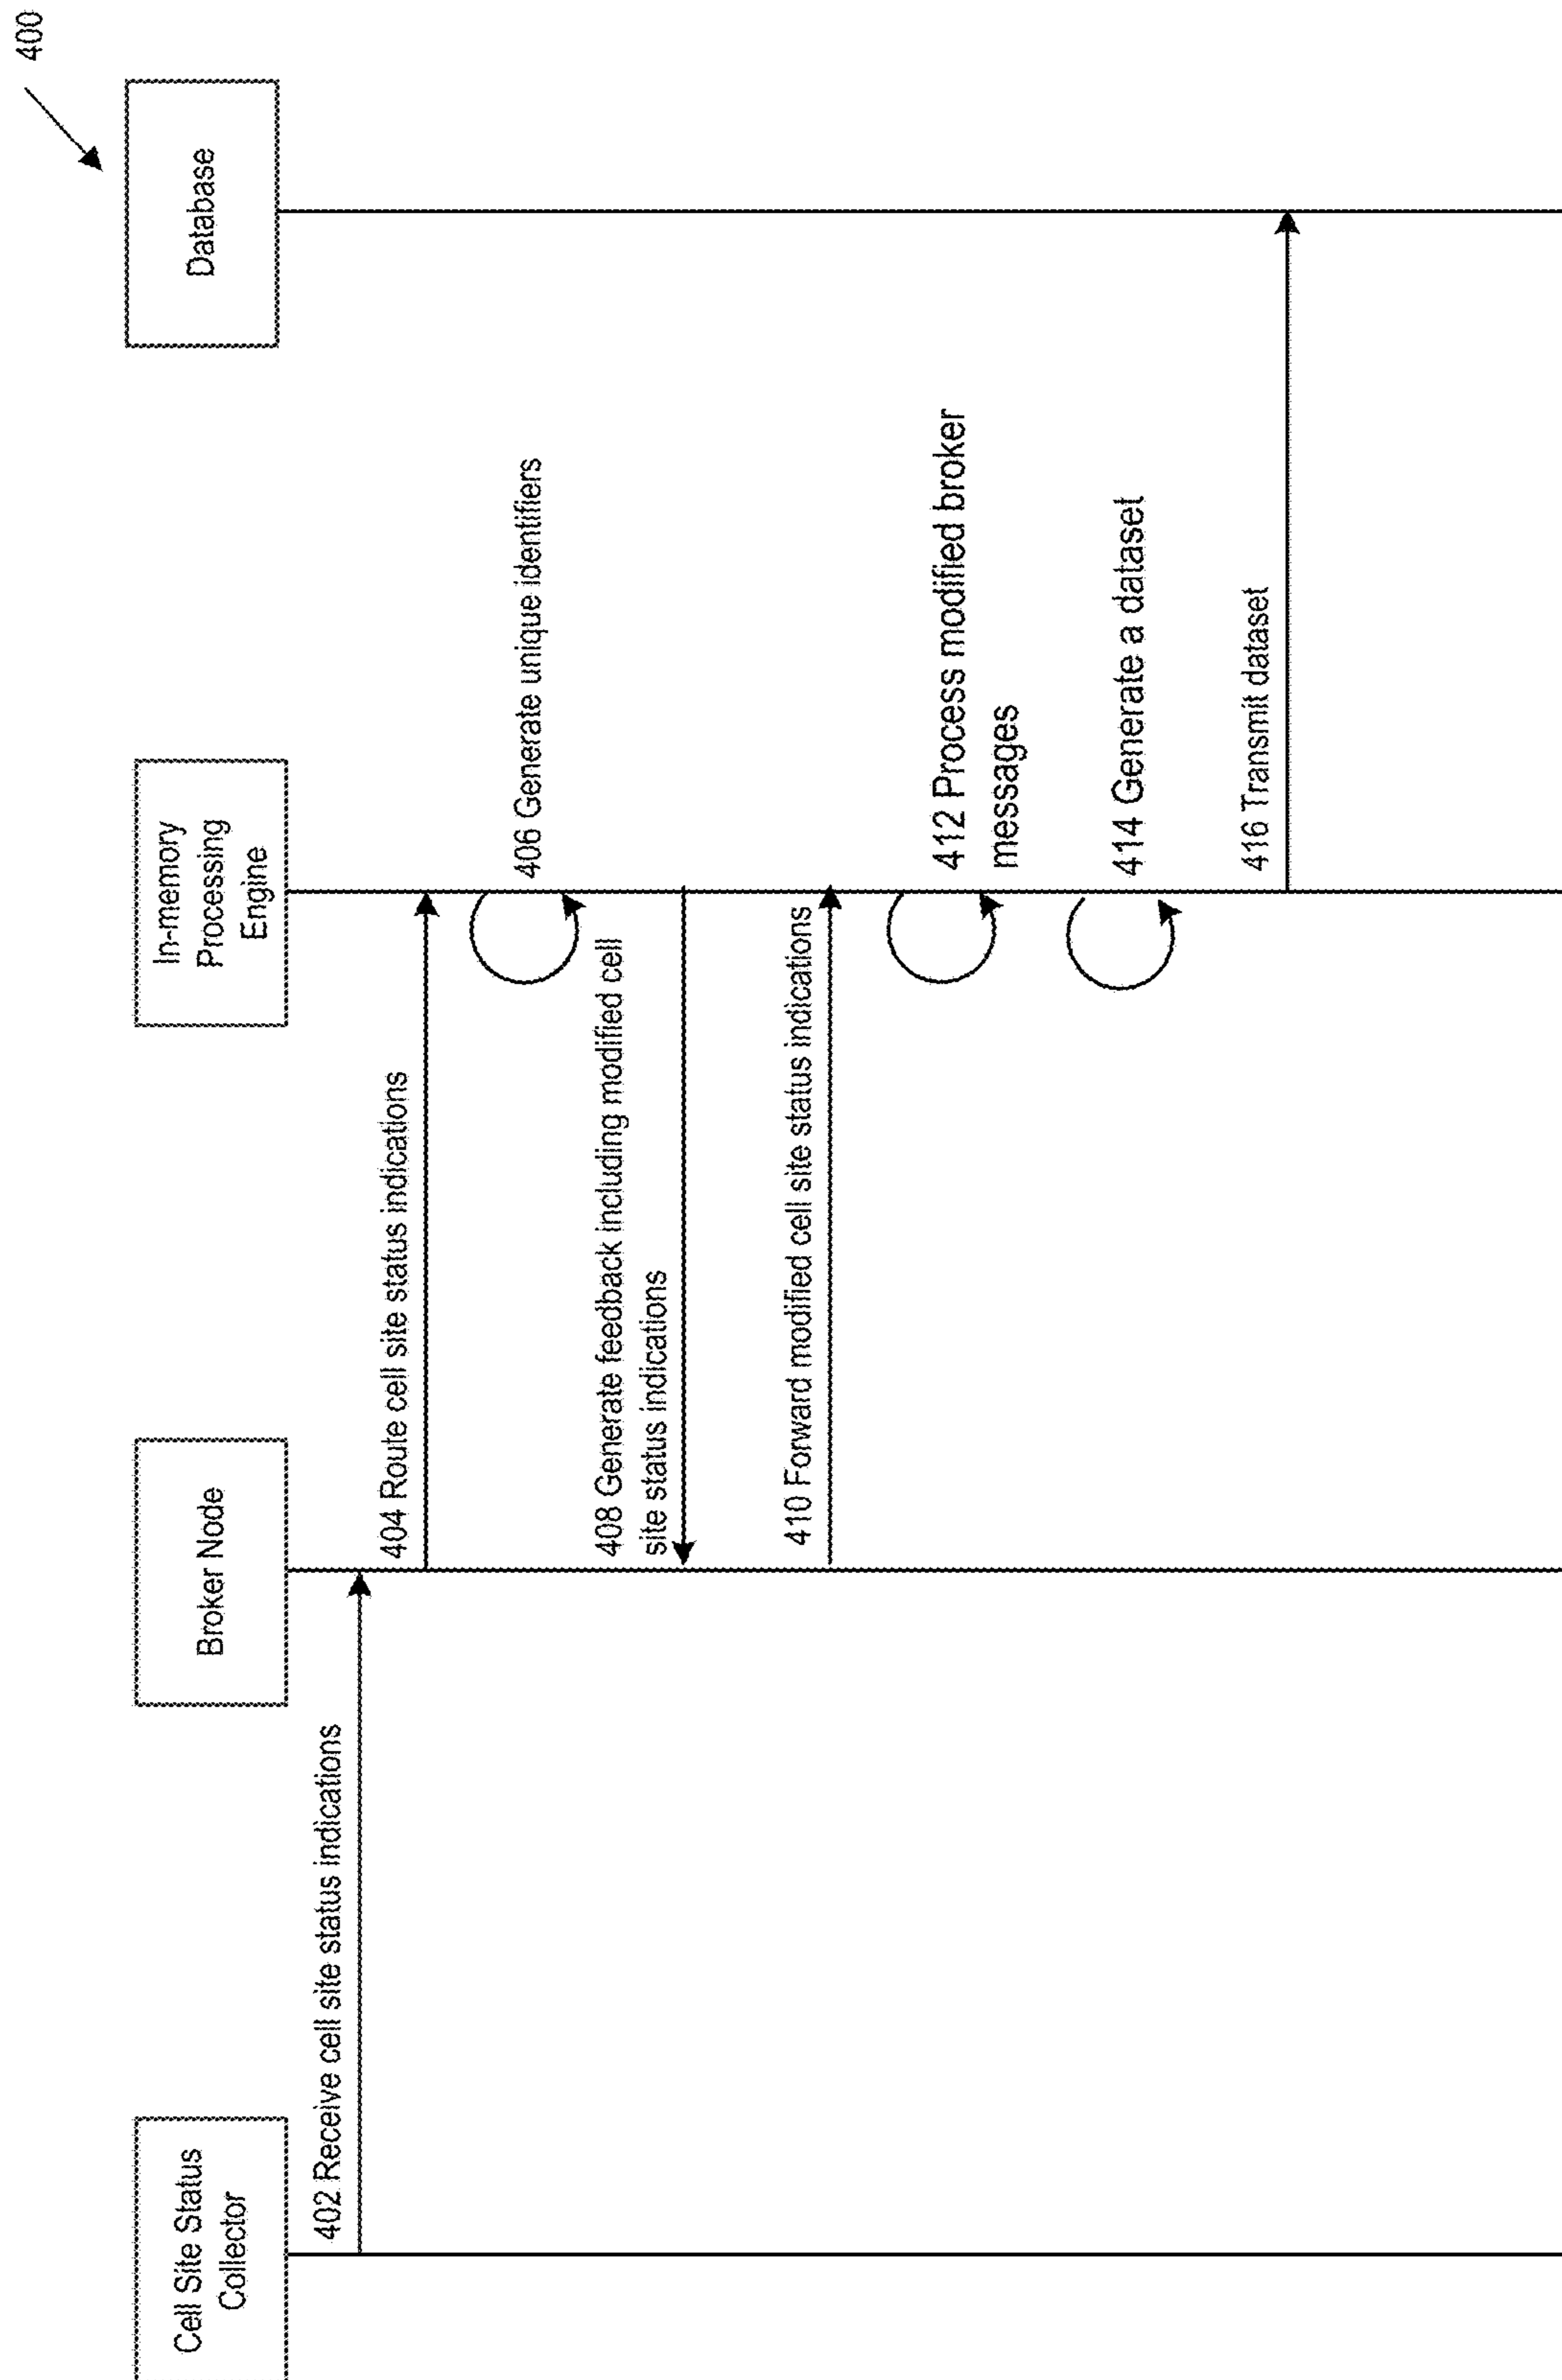 400
Cell Site Status
Collector
Broker Node
In-memory
Processing
Engine
Database
402 Receive cell site status indications
404 Route cell site status indications
406 Generate unique identifiers
408 Generate feedback including modified cell
site status indications
410 Forward modified cell site status indications
412 Process modified broker
messages
414 Generate a dataset
416 Transmit dataset